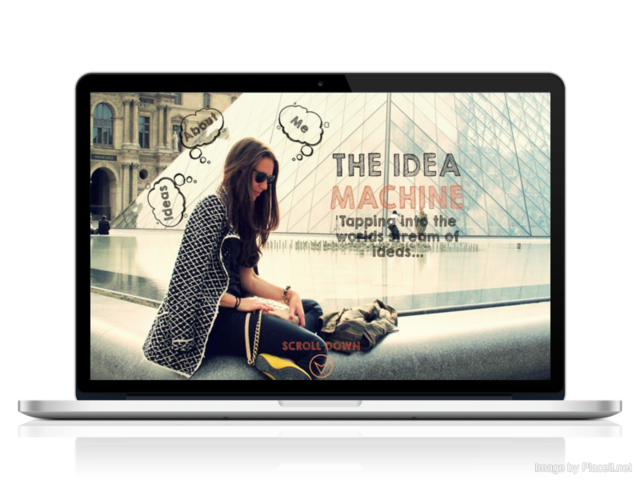 About
Me
Ideas
THE IDEA
MACHINE
'Tapping into the
worlds stream of
ideas...
SCROLL DOWN
Image by Placeit.net